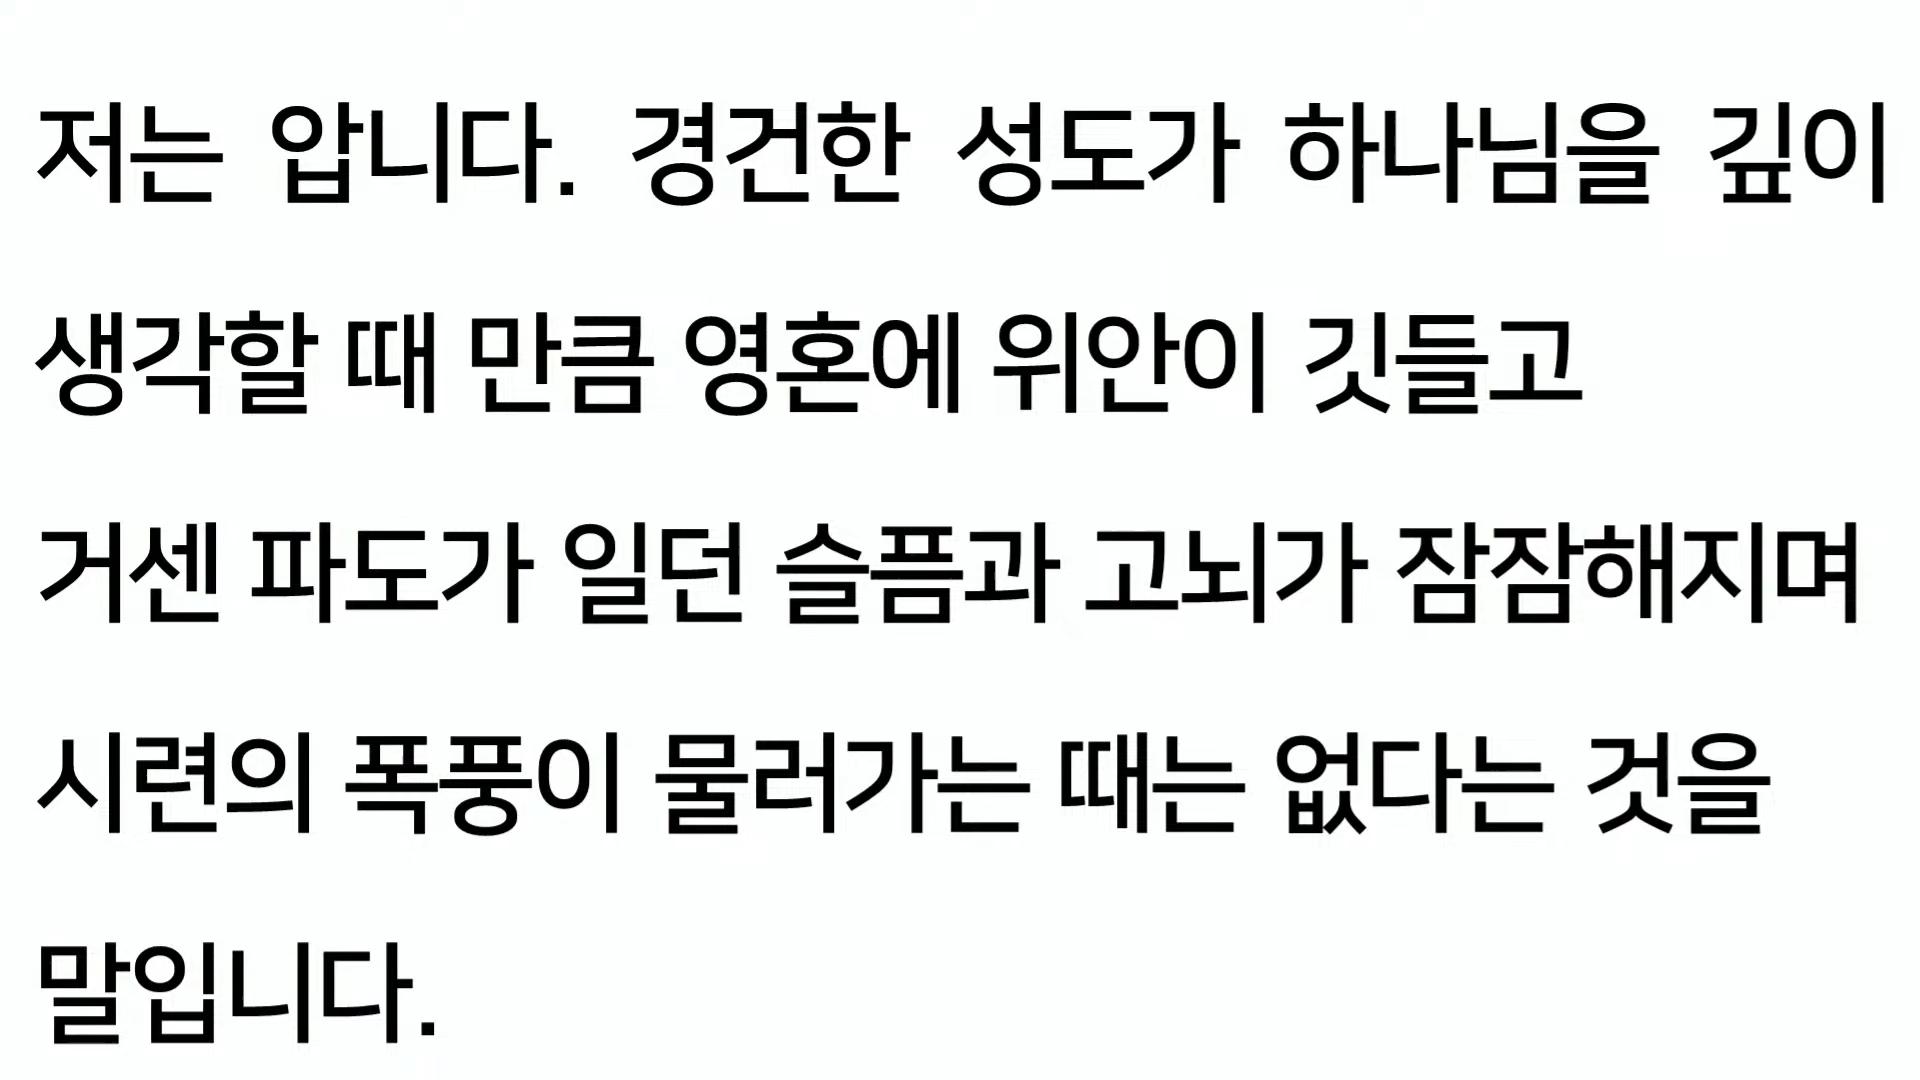 저는 압니다. 경건한 성도가 하나님을 깊이
생각할 때 만큼 영혼에 위안이 깃들고
거센 파도가 일던 슬픔과 고뇌가 잠잠해지며
시련의 폭풍이 물러가는 때는 없다는 것을
말입니다.